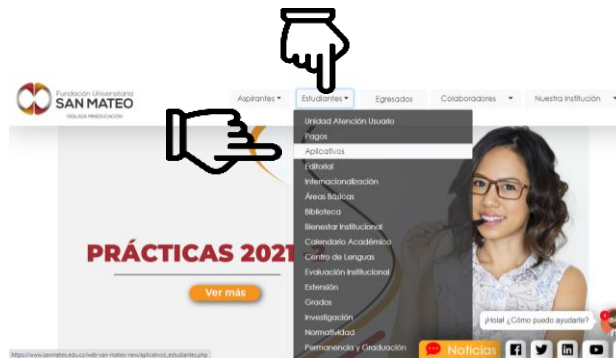 Fundación Universitaria
SAN MATEO
VIGILADA MINEDUCACIÓN
Aspirantes
Estudiantes
Egresados
Colaboradores
Nuestra Institución
Unidad Atención Usuario
Pagos
Aplicativos
Editorial
Internacionalización
Áreas Básicas
Biblioteca
Bienestar Institucional
Calendario Académico
Centro de Lenguas
Evaluación Institucional
Extensión
Grados
Investigación
Normatividad
Permanencia y Graduación
PRÁCTICAS 2021
Ver más
¡Hola! ¿Cómo puedo ayudarte?
Noticias
https://www.sanmateo.edu.co/web-san-mateo-new/aplicativos_estudiantes.php